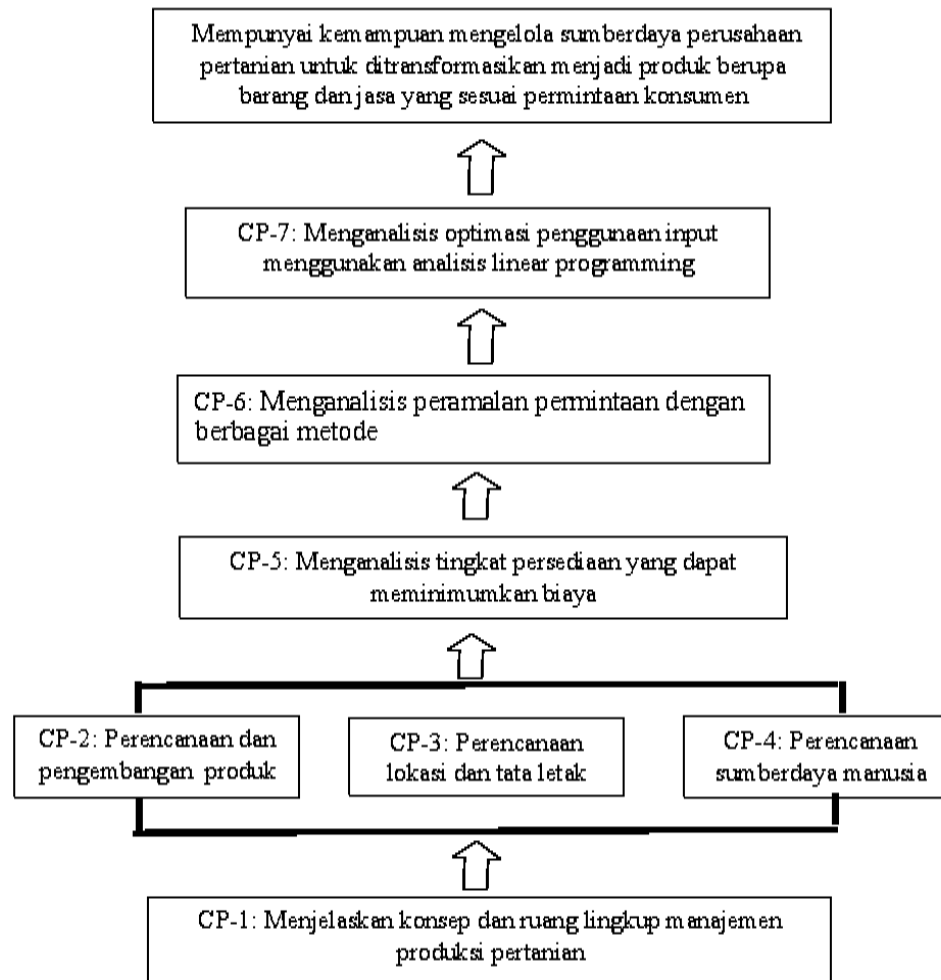 Mempunyai kemampuan mengelola sumberdaya perusahaan
pertanian untuk ditransformasikan menjadi produk berupa
barang dan jasa yang sesuai permintaan konsumen
CP-7: Menganalisis optimasi penggunaan input
menggunakan analisis linear programming
CP-6: Menganalisis peramalan permintaan dengan
berbagai metode
CP-5: Menganalisis tingkat persediaan yang dapat
meminimumkan biaya
CP-2: Perencanaan dan
pengembangan produk
CP-3: Perencanaan
lokasi dan tata letak
CP-4: Perencanaan
sumberdaya manusia
CP-1: Menjelaskan konsep dan ruang lingkup manajemen
produksi pertanian